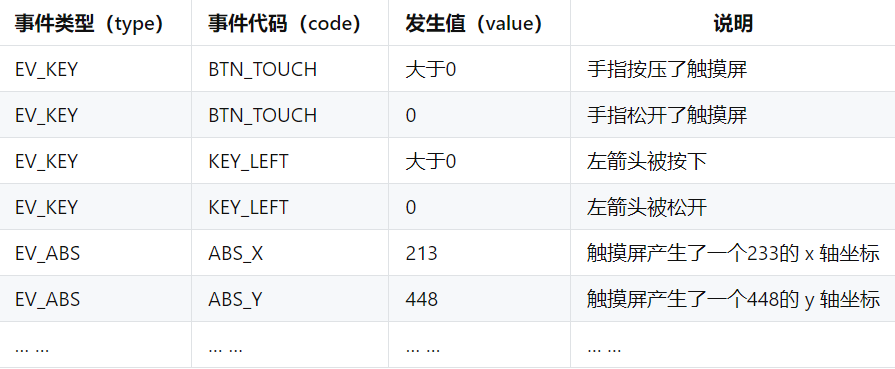 事件类型（type） 事件代码（code） 发生值（value） 说明
EV_KEY BTN_TOUCH 大于0 手指按压了触摸屏
EV_KEY BTN_TOUCH 0 手指松开了触摸屏
EV_KEY KEY_LEFT 大于0 左箭头被按下
EV_KEY KEY_LEFT 0 左箭头被松开
EV_ABS ABS_X 213 触摸屏产生了一个233的 x 轴坐标
EV_ABS ABS_Y 448 触摸屏产生了一个448的 y 轴坐标
... ... ... ... ... ... ... ...